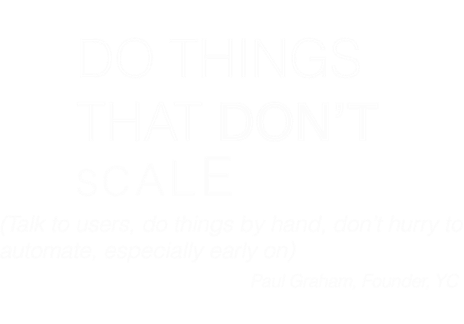 DO THINGS
THAT DON'T
SCALE
(Talk to users, do things by hand, don't hurry to
automate, especially early on)
Paul Graham, Founder, YC